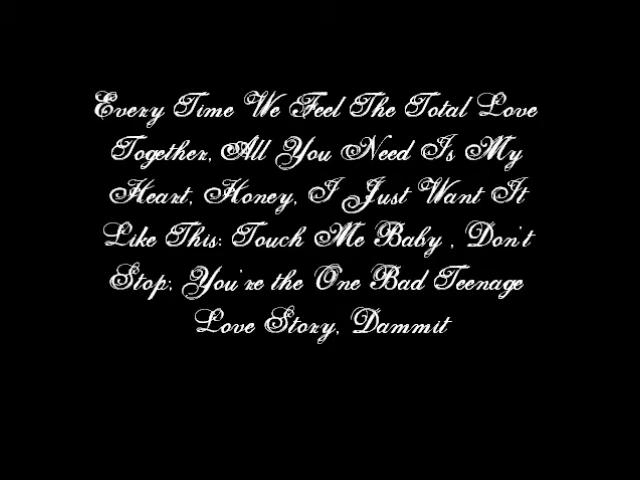 Every Time We Feel The Total Love
Together, All You Need Is My
Heart, Honey, I Just Want It
Like This: Touch Me Baby , Don't
Stop; You're the One Bad Teenage
Love Story, Dammit